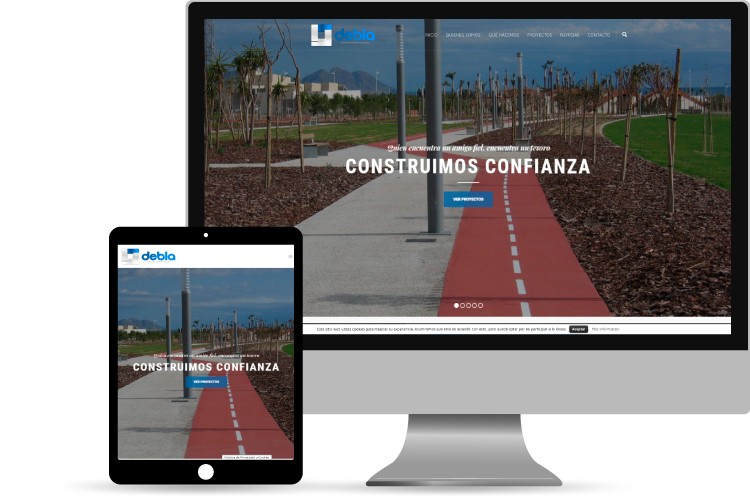 debla
INICIO QUIENES SOMOS QUÉ HACEMOS PROYECTOS NOTICIAS CONTACTO
Quien encuentra un amigo fiel, encuentra un tesoro
CONSTRUIMOS CONFIANZA
VER PROYECTOS
Este sitio web utiliza cookies para mejorar su experiencia. Asumiremos que está de acuerdo con esto, pero puede optar por no participar si lo desea. Aceptar Más información
debla
Quien encuentra un amigo fiel, encuentra un tesoro
CONSTRUIMOS CONFIANZA
VER PROYECTOS